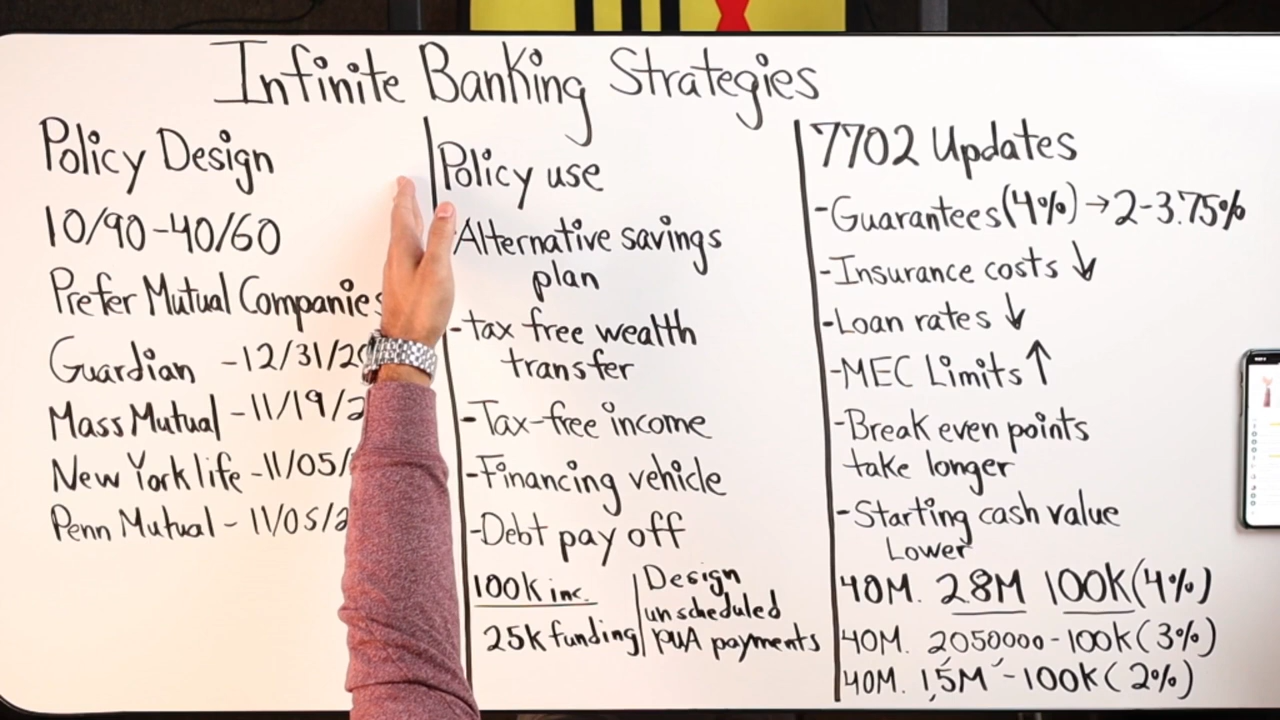 Infinite Banking Strategies
Policy Design
10/90-40/60
Prefer Mutual Companies
Guardian -12/31/20
Mass Mutual -11/19/2
New York life -11/05/
Penn Mutual - 11/05/2
Policy use
-Alternative savings
plan
-tax free wealth
transfer
-Tax-free income
-Financing vehicle
-Debt pay off
100k inc.
25k funding
Design
unscheduled
PUA payments
7702 Updates
-Guarantees(4%)→2-3.75%
-Insurance costs ↓
-Loan rates ↓
-MEC Limits ↑
-Break even points
take longer
-Starting cash value
Lower
40M. 2.8M 100K(4%)
40M. 2050000-100k(3%)
40M. 1,5M -100K(2%)